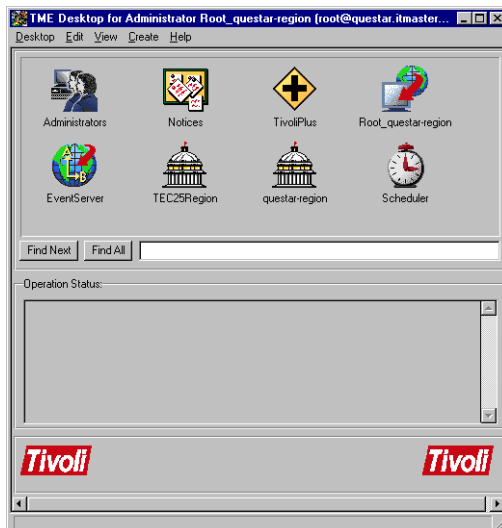 TME Desktop for Administrator Root_questar-region (root@questar.itmaster...
Desktop Edit View Create Help
Administrators Notices TivoliPlus Root_questar-region
EventServer TEC25Region questar-region Scheduler
Find Next Find All
Operation Status:
Tivoli Tivoli